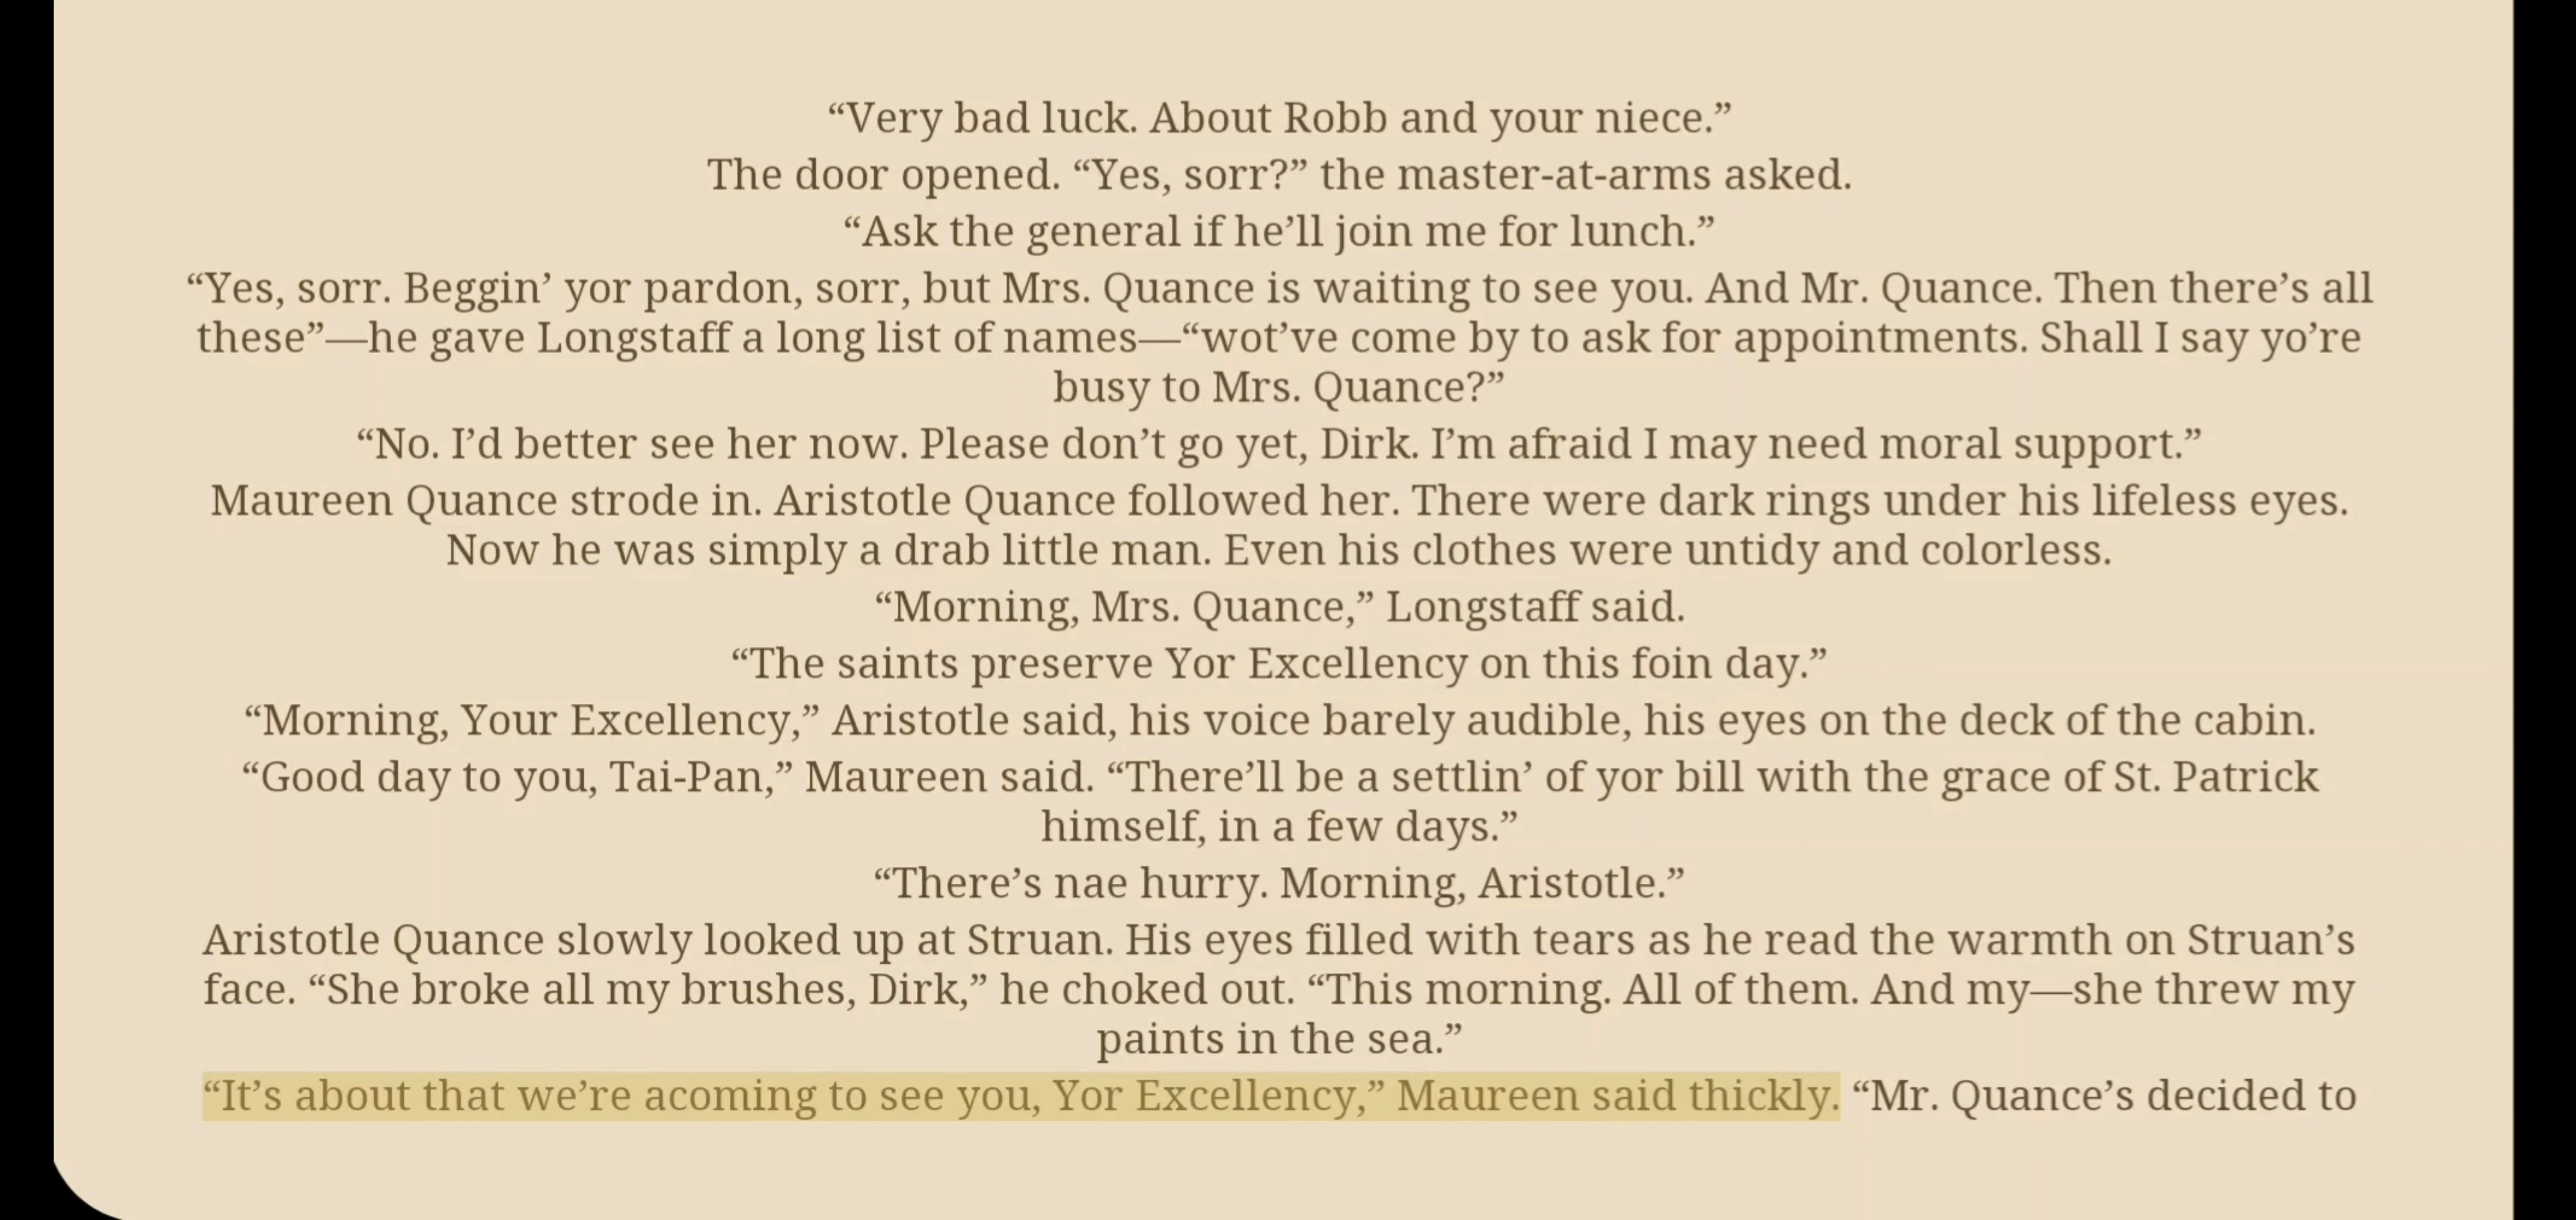 “Very bad luck. About Robb and your niece.”
The door opened. “Yes, sorr?” the master-at-arms asked.
“Ask the general if he’ll join me for lunch.”
“Yes, sorr. Beggin’ yor pardon, sorr, but Mrs. Quance is waiting to see you. And Mr. Quance. Then there’s all
these”—he gave Longstaff a long list of names—“wot’ve come by to ask for appointments. Shall I say yo’re
busy to Mrs. Quance?”
“No. I’d better see her now. Please don’t go yet, Dirk. I’m afraid I may need moral support.”
Maureen Quance strode in. Aristotle Quance followed her. There were dark rings under his lifeless eyes.
Now he was simply a drab little man. Even his clothes were untidy and colorless.
“Morning, Mrs. Quance,” Longstaff said.
“The saints preserve Yor Excellency on this foin day.”
“Morning, Your Excellency,” Aristotle said, his voice barely audible, his eyes on the deck of the cabin.
“Good day to you, Tai-Pan,” Maureen said. “There’ll be a settlin’ of yor bill with the grace of St. Patrick
himself, in a few days.”
“There’s nae hurry. Morning, Aristotle.”
Aristotle Quance slowly looked up at Struan. His eyes filled with tears as he read the warmth on Struan’s
face. “She broke all my brushes, Dirk,” he choked out. “This morning. All of them. And my—she threw my
paints in the sea.”
“It’s about that we’re acoming to see you, Yor Excellency,” Maureen said thickly. “Mr. Quance’s decided to